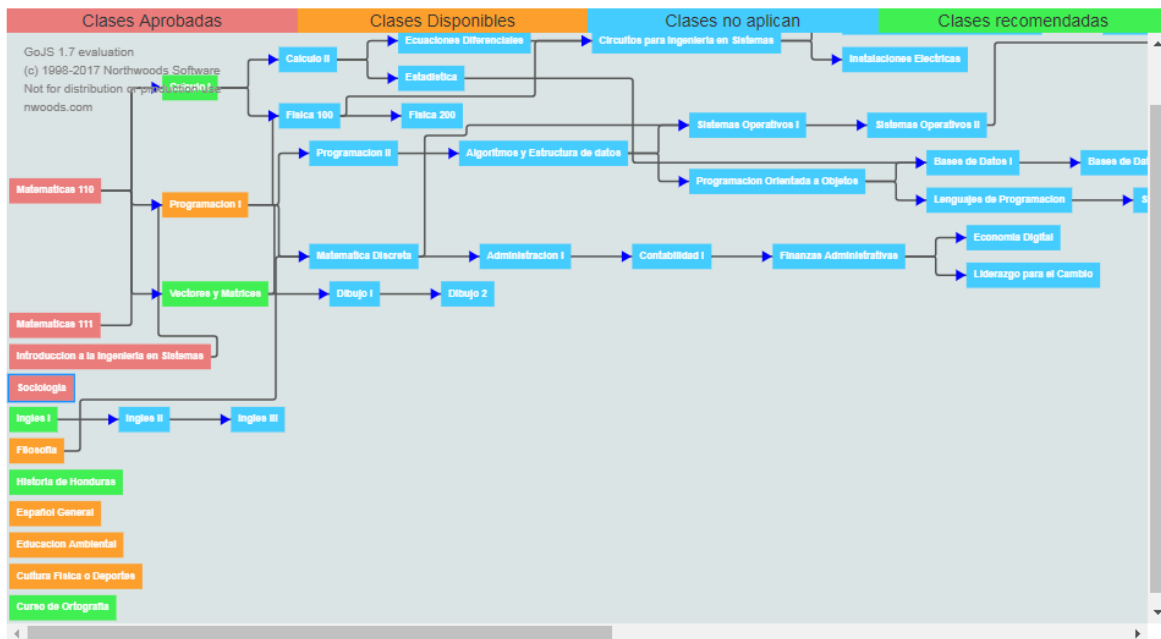 Clases Aprobadas
Clases Disponibles
Clases no aplican
Clases recomendadas
GoJS 1.7 evaluation
(c) 1998-2017 Northwoods Software
Not for distribution or production use
nwoods.com
Ecuaciones Diferenciales
Circuitos para Ingenieria en Sistemas
Calculo II
Instalaciones Electricas
Estadistica
Calculo I
Fisica 100
Fisica 200
Sistemas Operativos I
Sistemas Operativos II
Programacion II
Algoritmos y Estructura de datos
Bases de Datos I
Bases de Dat
Programacion Orientada a Objetos
Matematicas 110
Programacion I
Lenguajes de Programacion
S
Economia Digital
Matematica Discreta
Administracion I
Contabilidad I
Finanzas Administrativas
Liderazgo para el Cambio
Vectores y Matrices
Dibujo I
Dibujo 2
Matematicas 111
Introduccion a la Ingenieria en Sistemas
Sociologia
Ingles I
Ingles II
Ingles III
Filosofia
Historia de Honduras
Español General
Educacion Ambiental
Cultura Fisica o Deportes
Curso de Ortografia